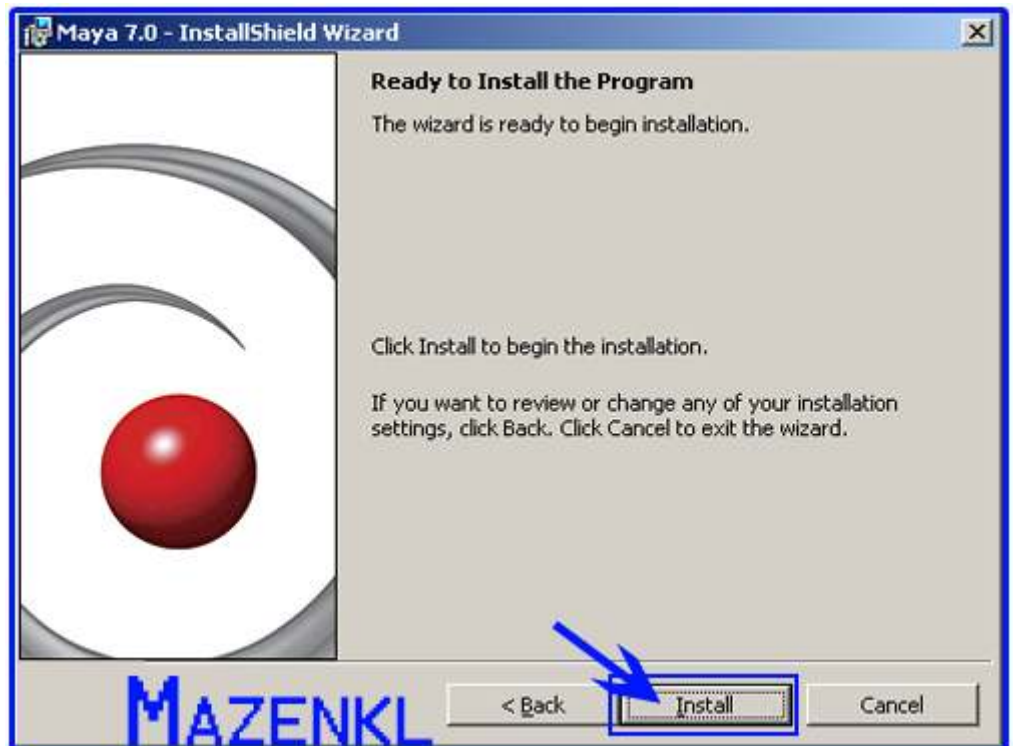 Maya 7.0 - InstallShield Wizard
Ready to Install the Program
The wizard is ready to begin installation.
Click Install to begin the installation.
If you want to review or change any of your installation
settings, click Back. Click Cancel to exit the wizard.
MAZENKL
< Back
Install
Cancel